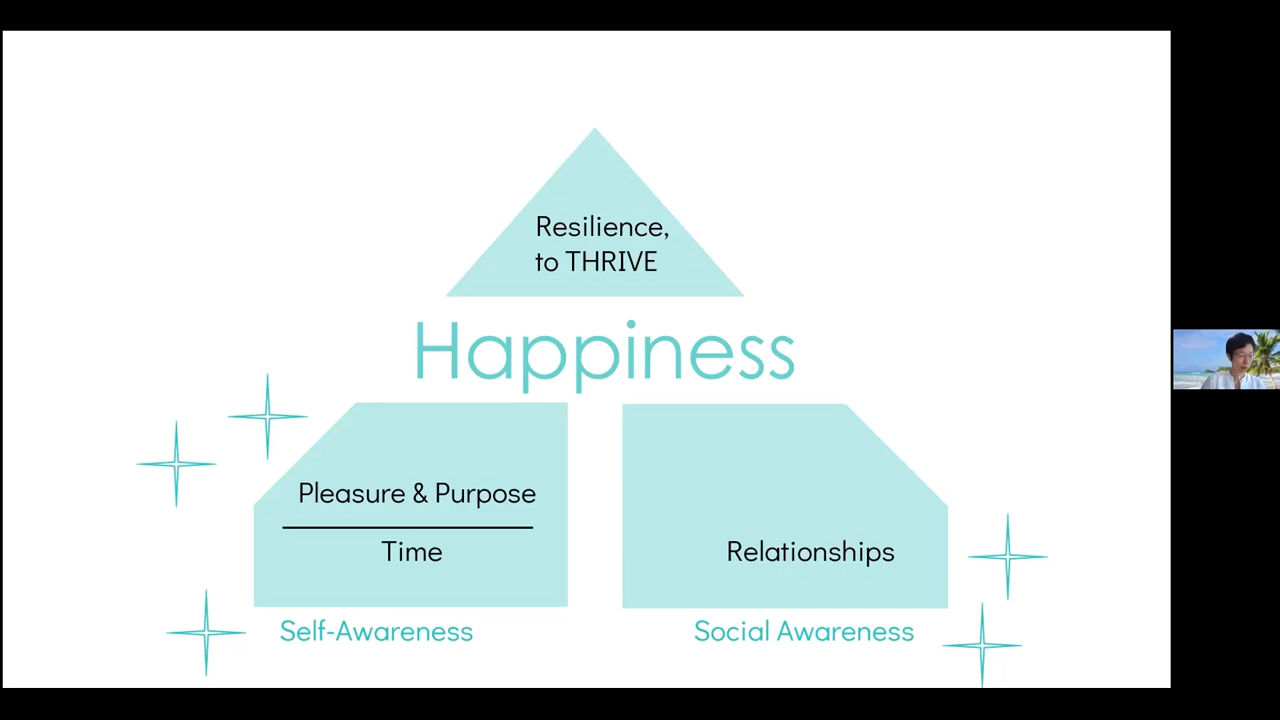 Resilience,
to THRIVE
Happiness
Pleasure & Purpose
Time
Relationships
Self-Awareness
Social Awareness